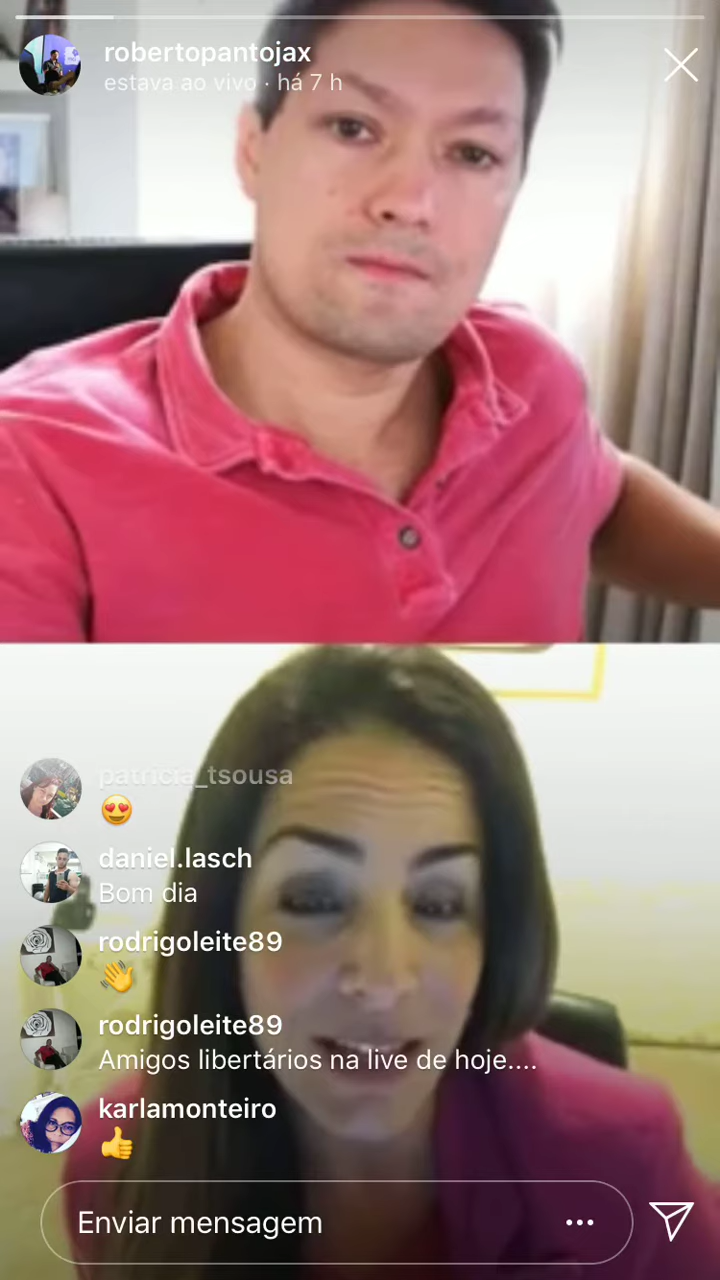 robertopantojax
estava ao vivo · há 7 h
patricia_tsousa
😍
daniel.lasch
Bom dia
rodrigoleite89
👋
rodrigoleite89
Amigos libertários na live de hoje....
karlamonteiro
👍
Enviar mensagem